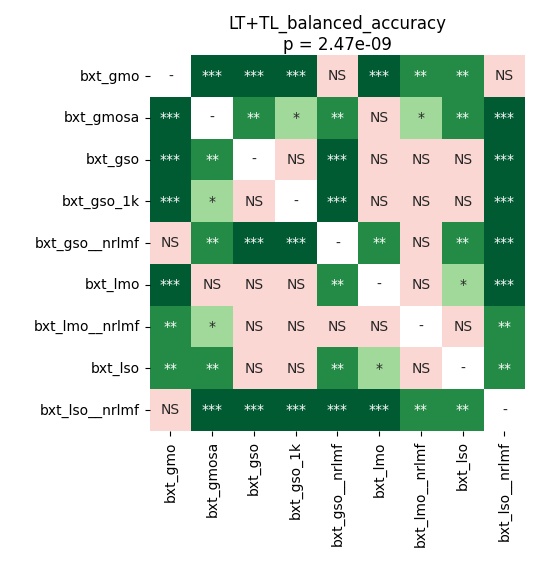 LT+TL_balanced_accuracy
p = 2.47e-09
bxt_gmo - *** *** *** NS *** ** ** NS
bxt_gmosa *** - ** * ** NS * ** ***
bxt_gso *** ** - NS *** NS NS NS ***
bxt_gso_1k *** * NS - *** NS NS NS ***
bxt_gso__nrlmf NS ** *** *** - ** NS ** ***
bxt_lmo *** NS NS NS ** - NS * ***
bxt_lmo__nrlmf ** * NS NS NS NS - NS **
bxt_lso ** ** NS NS ** * NS - **
bxt_lso__nrlmf NS *** *** *** *** *** ** ** -
bxt_gmo
bxt_gmosa
bxt_gso
bxt_gso_1k
bxt_gso__nrlmf
bxt_lmo
bxt_lmo__nrlmf
bxt_lso
bxt_lso__nrlmf